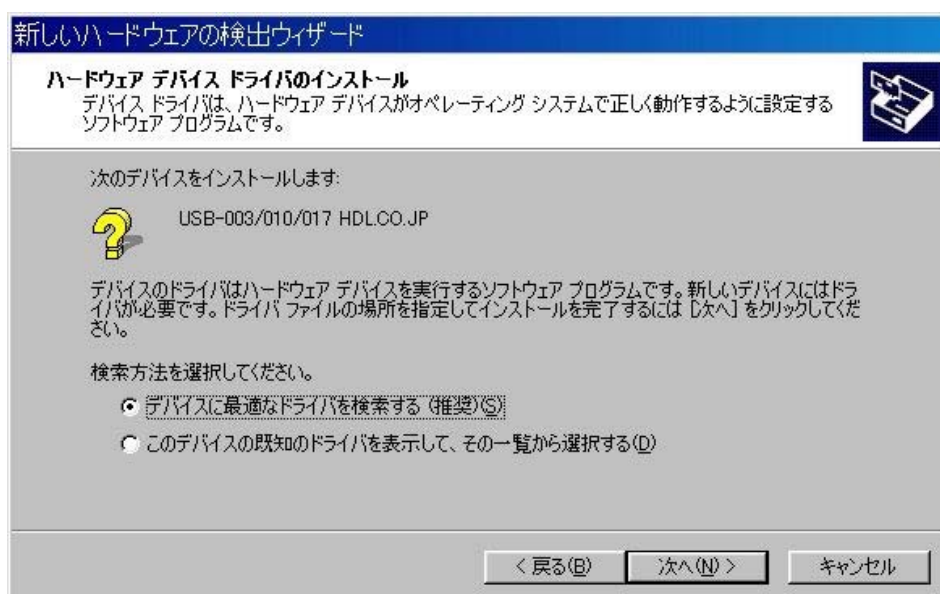 新しいハードウェアの検出ウィザード
ハードウェア デバイス ドライバのインストール
デバイス ドライバは、ハードウェア デバイスがオペレーティング システムで正しく動作するように設定する
ソフトウェア プログラムです。
次のデバイスをインストールします:
USB-003/010/017 HDL.CO.JP
デバイスのドライバはハードウェア デバイスを実行するソフトウェア プログラムです。新しいデバイスにはドラ
イバが必要です。ドライバ ファイルの場所を指定してインストールを完了するには [次へ] をクリックしてくだ
さい。
検索方法を選択してください。
デバイスに最適なドライバを検索する (推奨)(S)
このデバイスの既知のドライバを表示して、その一覧から選択する(D)
< 戻る(B)
次へ(N) >
キャンセル